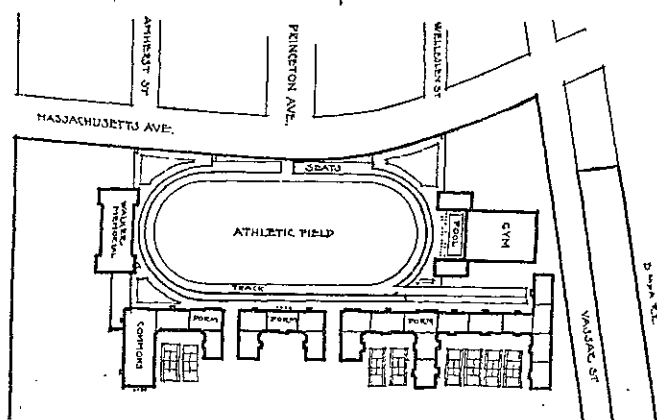 AMHERST ST
PRINCETON AVE.
WELLESLEY ST
MASSACHUSETTS AVE.
SEATS
WALKER
MEMORIAL
ATHLETIC FIELD
POOL
GYM
TRACK
DORM
DORM
DORM
COMMONS
VASSAR ST